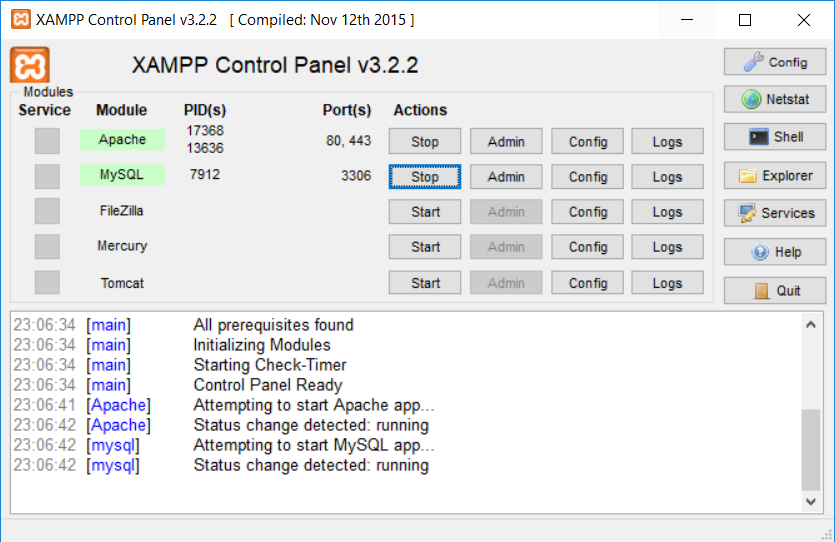 XAMPP Control Panel v3.2.2 [ Compiled: Nov 12th 2015 ]
XAMPP Control Panel v3.2.2
Config
Modules
Service Module PID(s) Port(s) Actions
Netstat
Apache 17368 13636 80, 443 Stop Admin Config Logs
Shell
MySQL 7912 3306 Stop Admin Config Logs
Explorer
FileZilla Start Admin Config Logs
Services
Mercury Start Admin Config Logs
Help
Tomcat Start Admin Config Logs
Quit
23:06:34 [main] All prerequisites found
23:06:34 [main] Initializing Modules
23:06:34 [main] Starting Check-Timer
23:06:34 [main] Control Panel Ready
23:06:41 [Apache] Attempting to start Apache app...
23:06:42 [Apache] Status change detected: running
23:06:42 [mysql] Attempting to start MySQL app...
23:06:42 [mysql] Status change detected: running